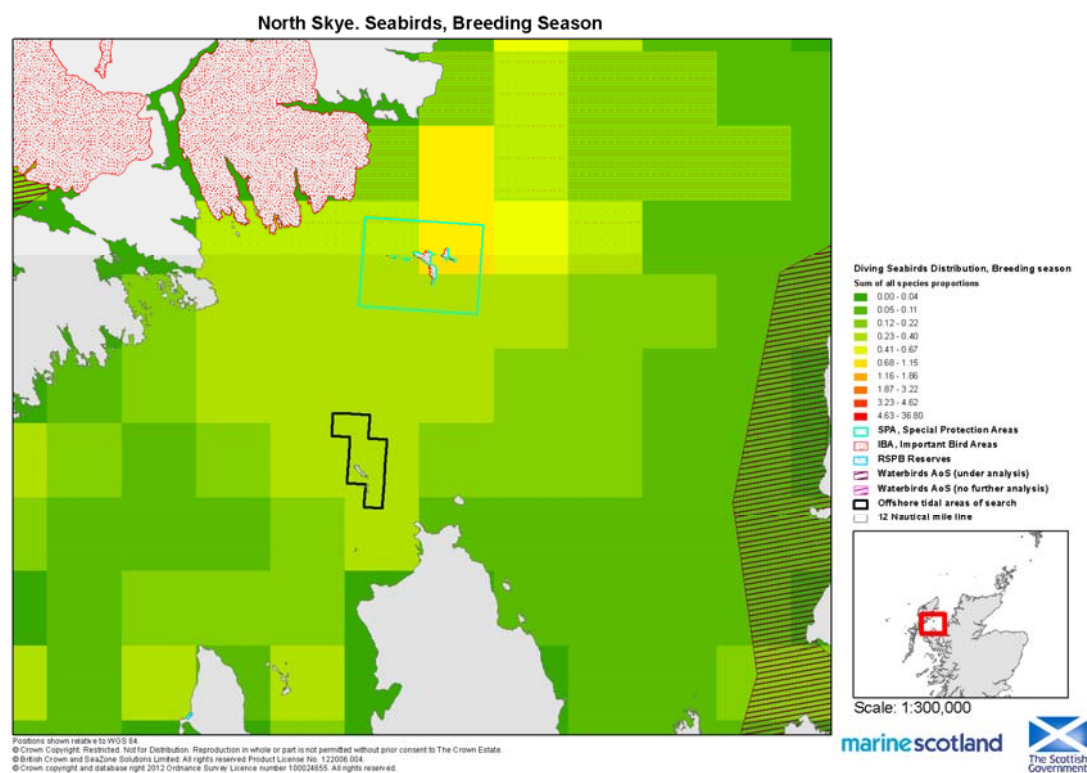 North Skye. Seabirds, Breeding Season
Diving Seabirds Distribution, Breeding season
Sum of all species proportions
0.00 - 0.04
0.05 - 0.11
0.12 - 0.22
0.23 - 0.40
0.41 - 0.67
0.68 - 1.15
1.16 - 1.86
1.87 - 3.22
3.23 - 4.62
4.63 - 36.80
SPA, Special Protection Areas
IBA, Important Bird Areas
RSPB Reserves
Waterbirds AoS (under analysis)
Waterbirds AoS (no further analysis)
Offshore tidal areas of search
12 Nautical mile line
Scale: 1:300,000
marinescotland
The Scottish
Government
Positions shown relative to WGS 84.
© Crown Copyright. Restricted. Not for Distribution. Reproduction in whole or part is not permitted without prior consent to The Crown Estate.
© British Crown and SeaZone Solutions Limited. All rights reserved Product License No. 122006.004.
© Crown copyright and database right 2012 Ordnance Survey Licence number 100024655. All rights reserved.